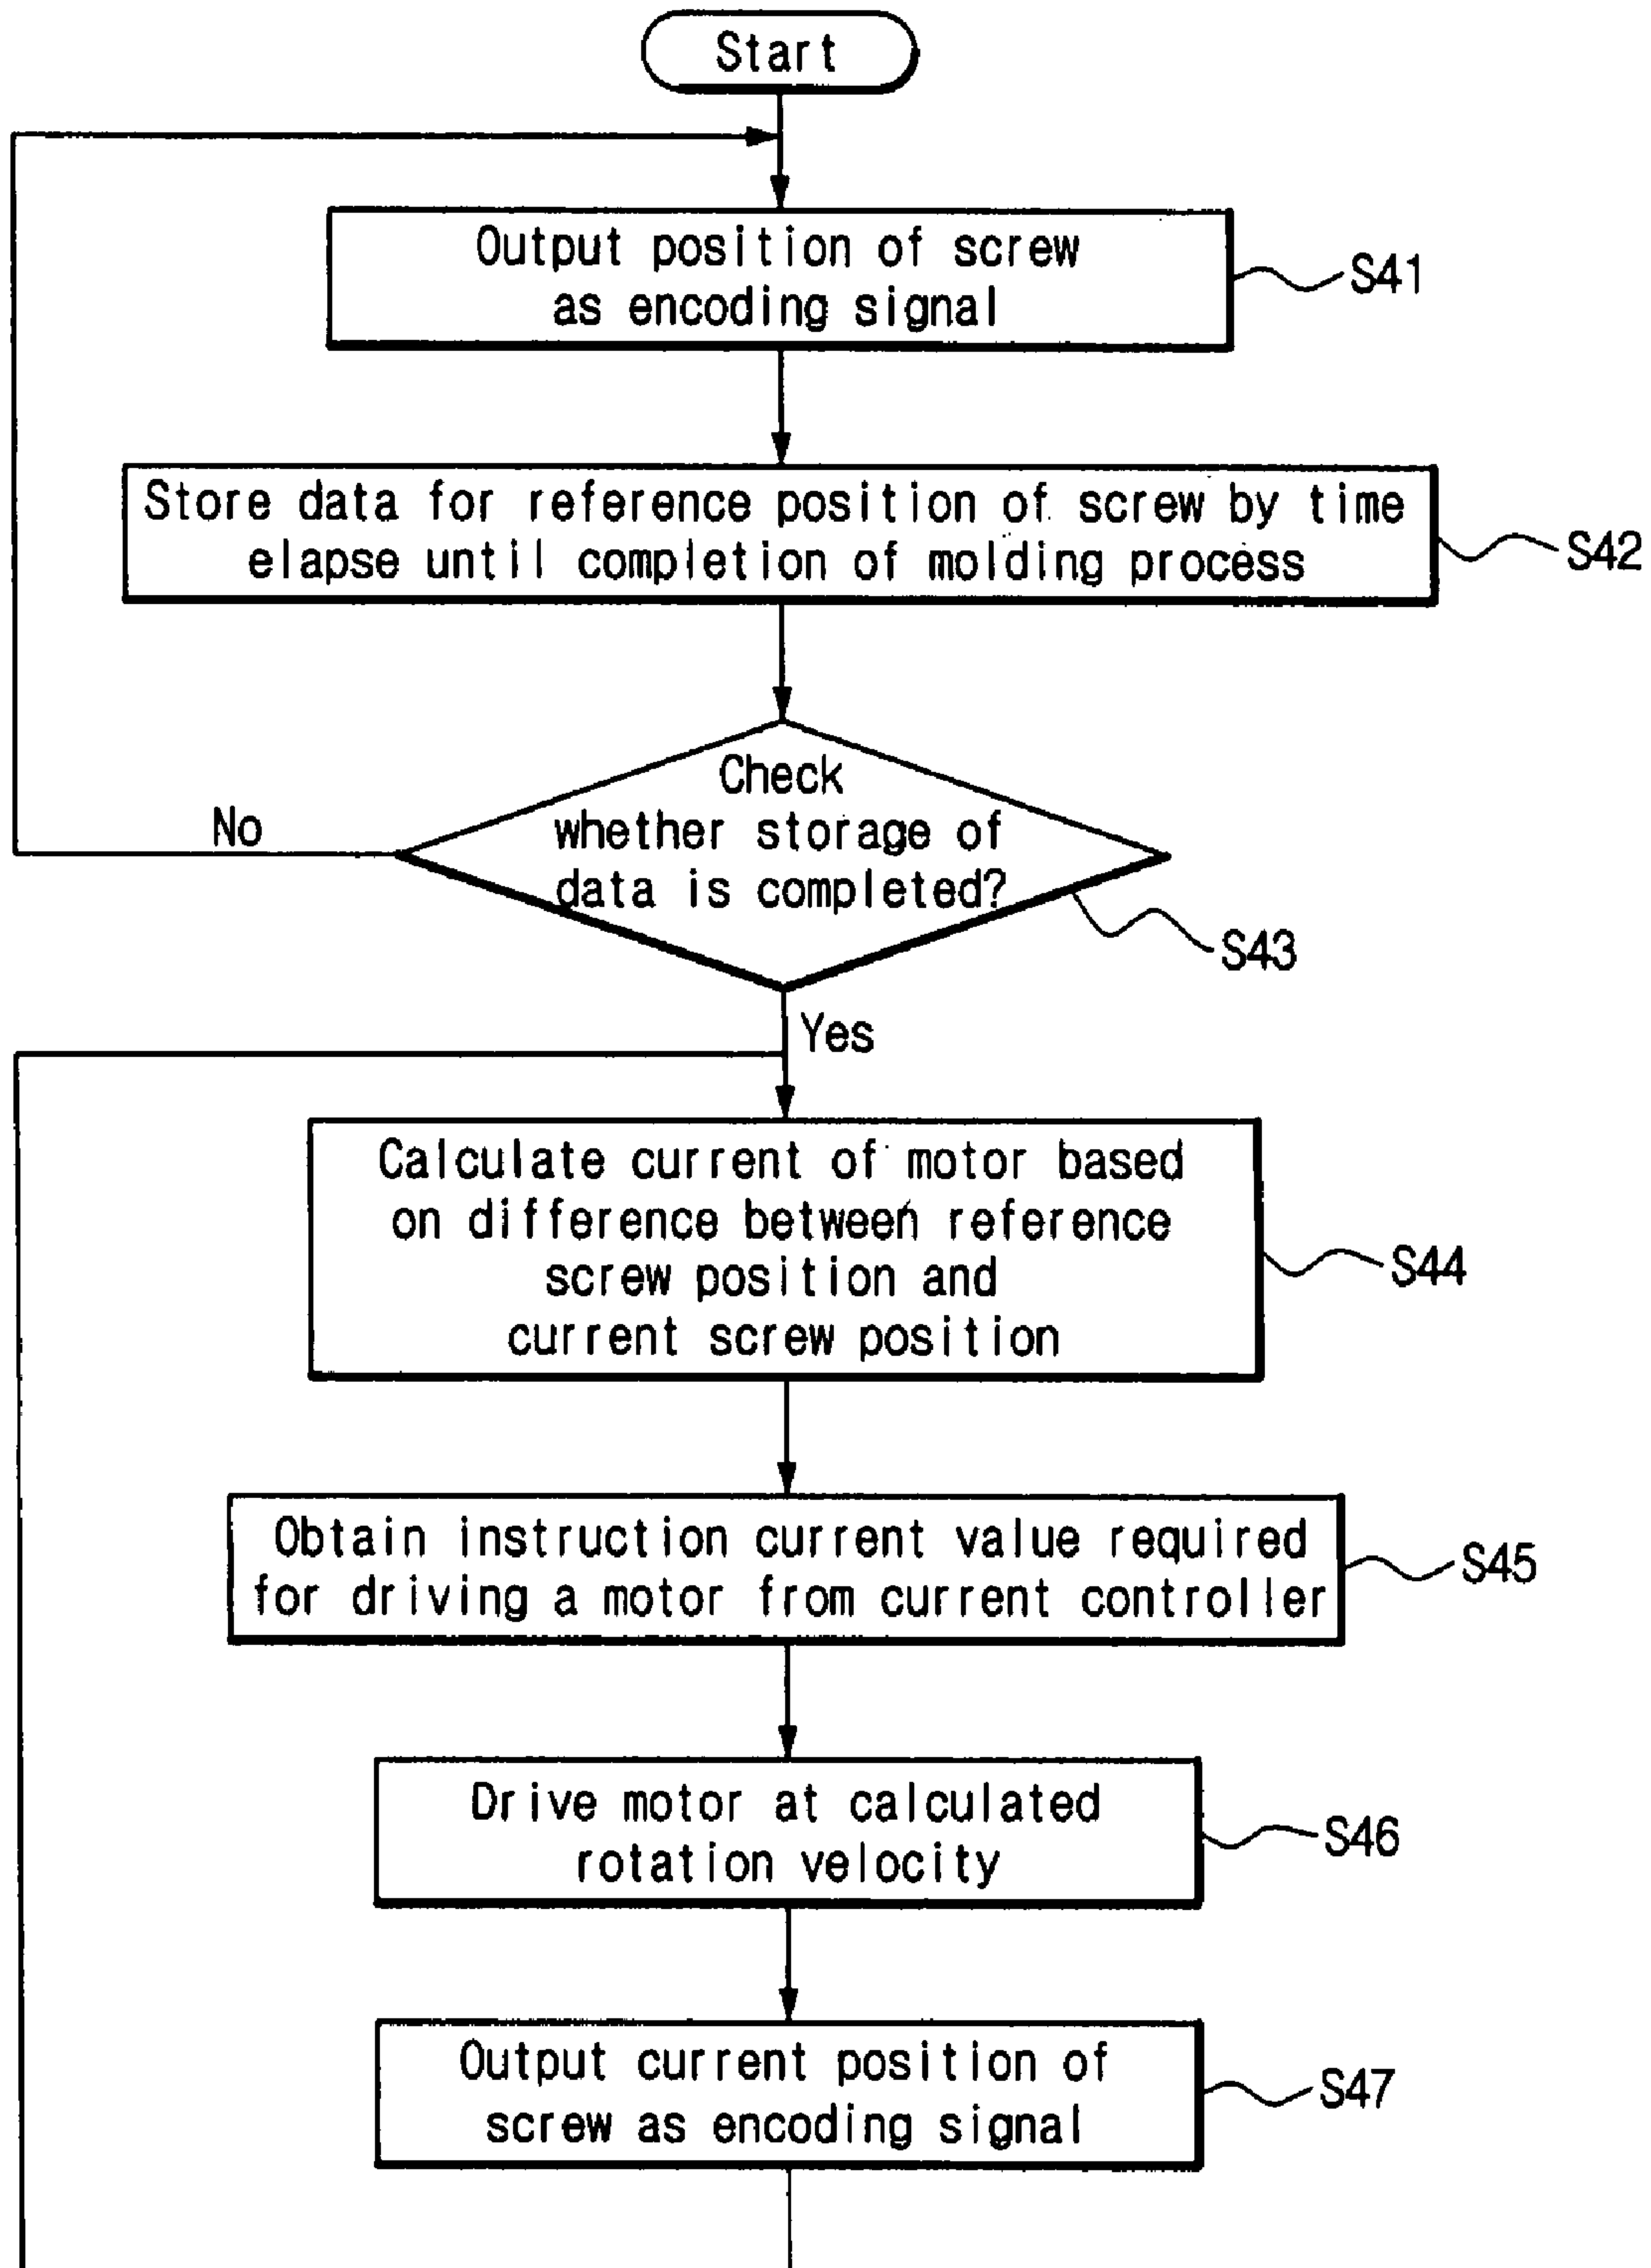 Start
Output position of screw
as encoding signal
S41
Store data for reference position of screw by time
elapse until completion of molding process
S42
Check
whether storage of
data is completed?
No
S43
Yes
Calculate current of motor based
on difference between reference
screw position and
current screw position
S44
Obtain instruction current value required
for driving a motor from current controller
S45
Drive motor at calculated
rotation velocity
S46
Output current position of
screw as encoding signal
S47